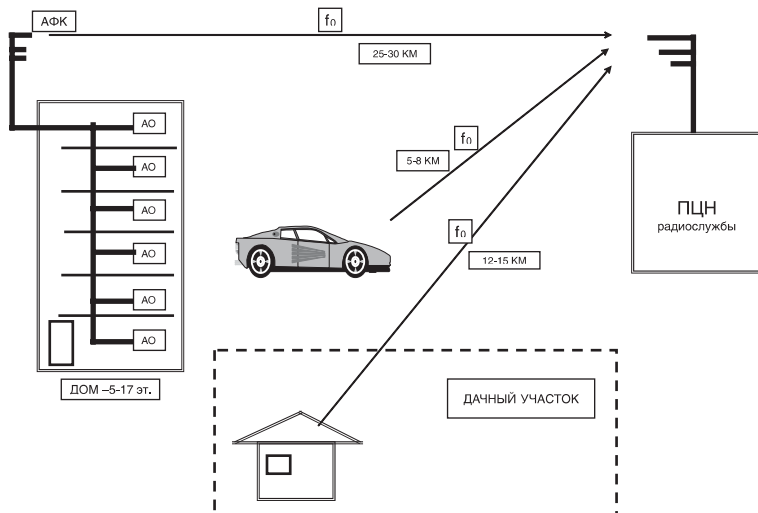 АФК
f₀
25-30 КМ
АО
АО
АО
АО
АО
АО
ДОМ –5-17 эт.
f₀
5-8 КМ
f₀
12-15 КМ
ПЦН
радиослужбы
ДАЧНЫЙ УЧАСТОК